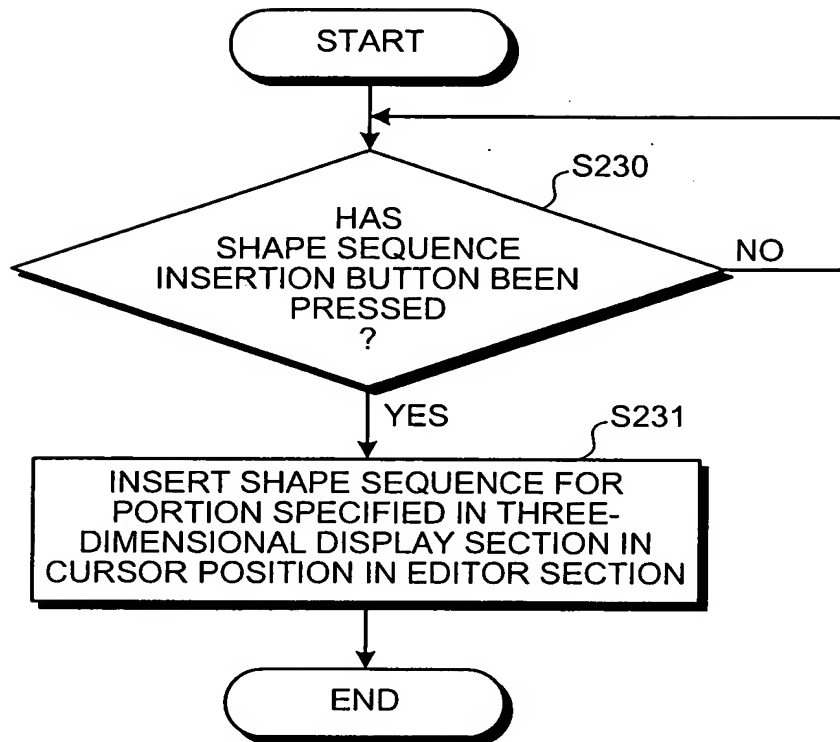 START
S230
HAS
SHAPE SEQUENCE
INSERTION BUTTON BEEN
PRESSED
?
NO
YES
S231
INSERT SHAPE SEQUENCE FOR
PORTION SPECIFIED IN THREE-
DIMENSIONAL DISPLAY SECTION IN
CURSOR POSITION IN EDITOR SECTION
END